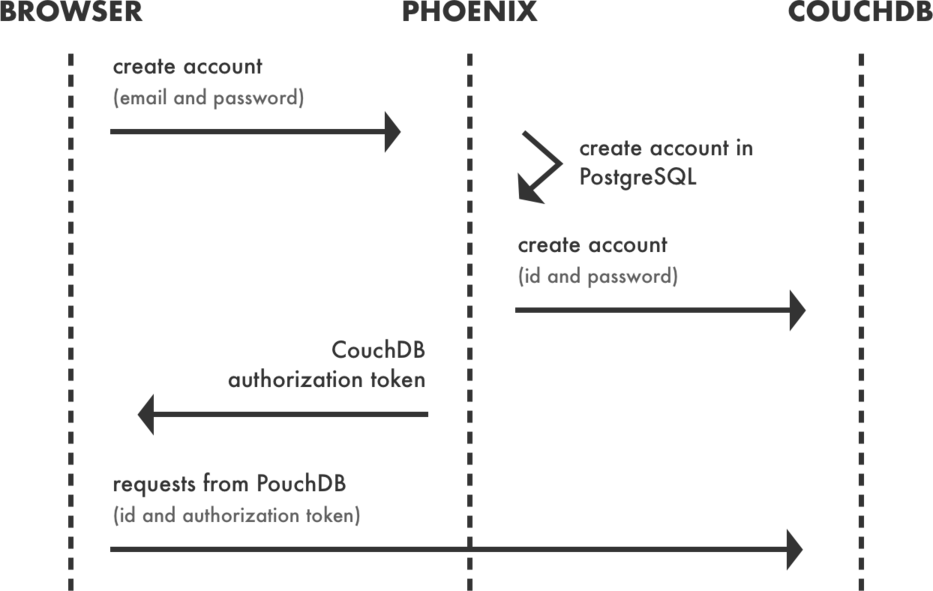 BROWSER
PHOENIX
COUCHDB
create account
(email and password)
create account in
PostgreSQL
create account
(id and password)
CouchDB
authorization token
requests from PouchDB
(id and authorization token)